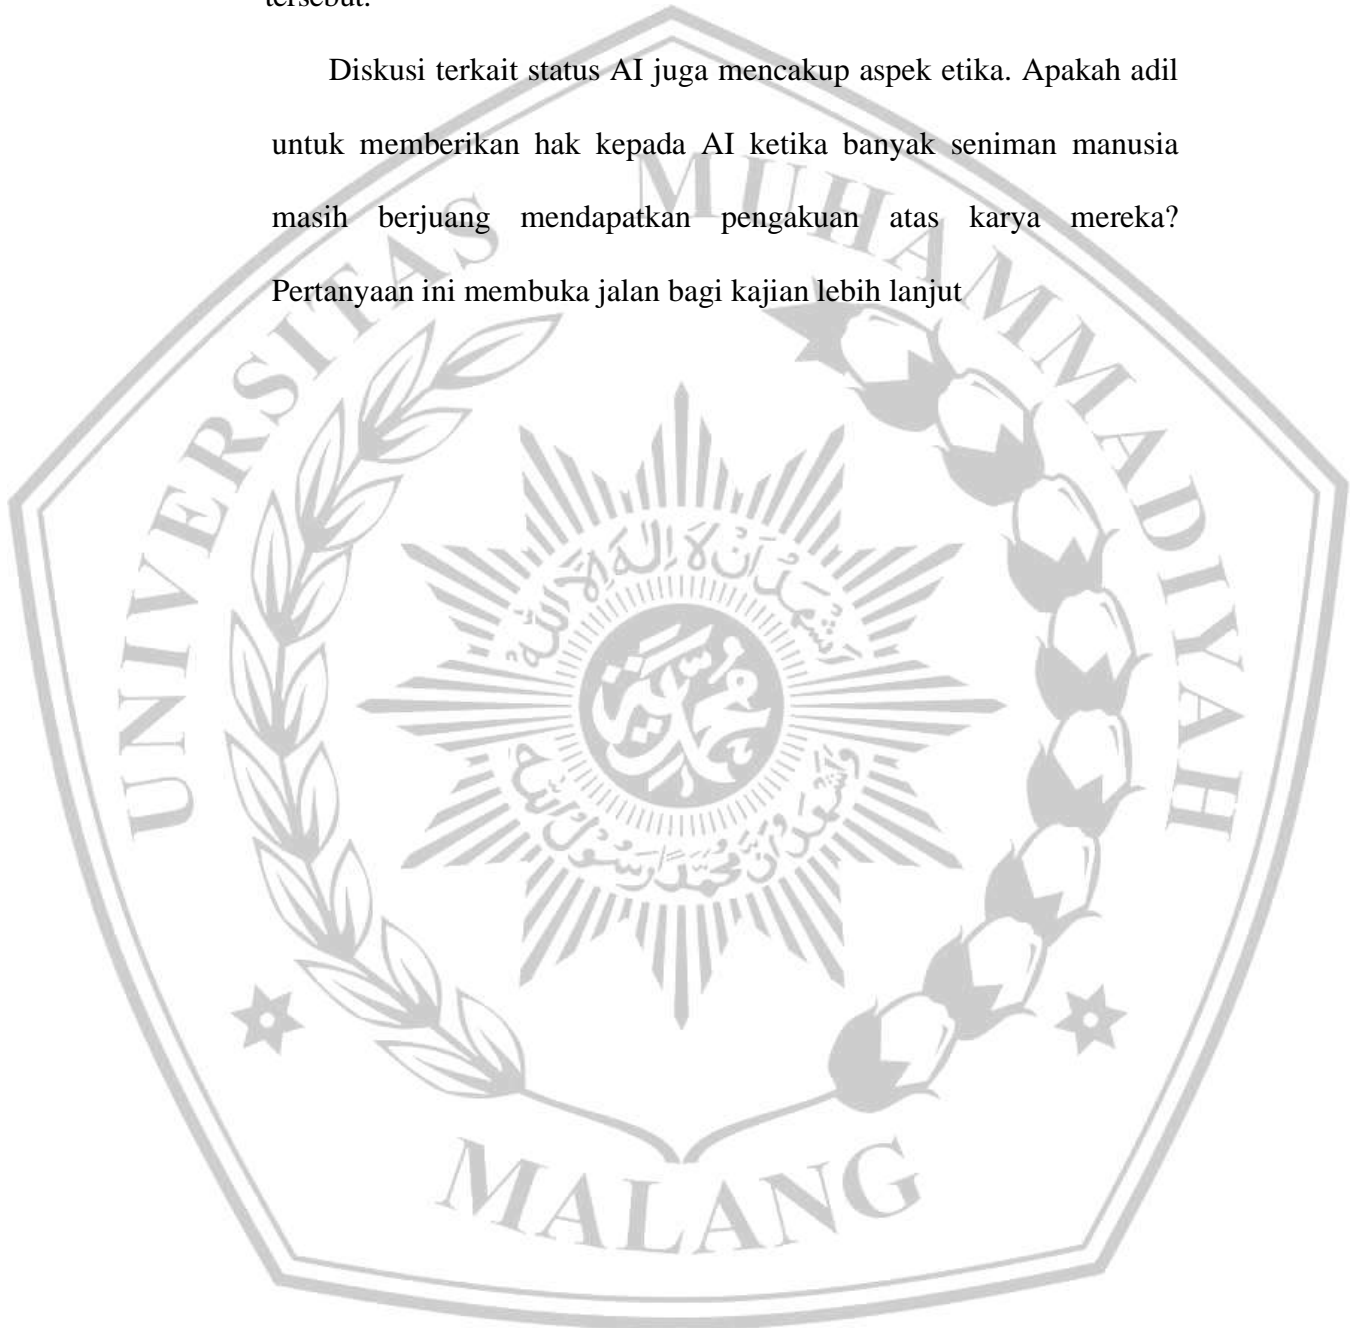 tersebut.
Diskusi terkait status AI juga mencakup aspek etika. Apakah adil
untuk memberikan hak kepada AI ketika banyak seniman manusia
masih berjuang mendapatkan pengakuan atas karya mereka?
Pertanyaan ini membuka jalan bagi kajian lebih lanjut
UNIVERSITAS MUHAMMADIYAH
MALANG